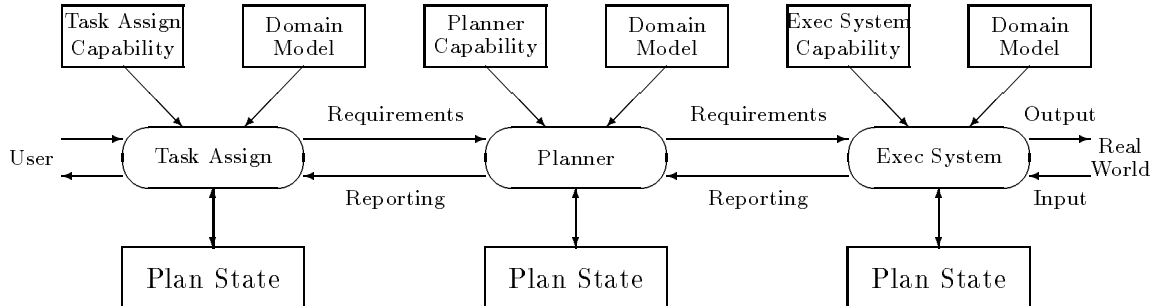 Task Assign
Capability
Domain
Model
Planner
Capability
Domain
Model
Exec System
Capability
Domain
Model
Requirements
Requirements
Output
User
Task Assign
Planner
Exec System
Real
World
Reporting
Reporting
Input
Plan State
Plan State
Plan State